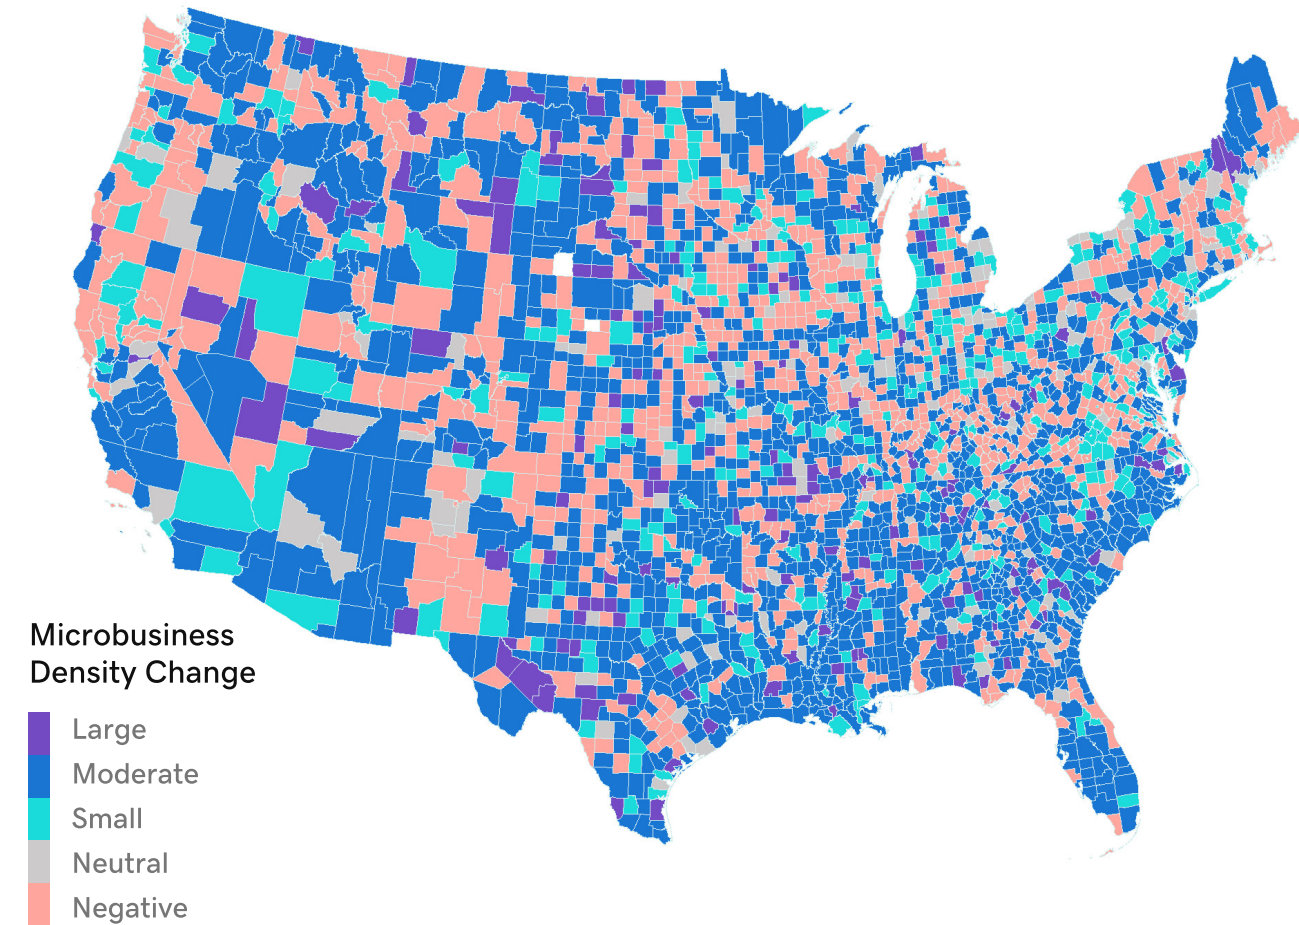 Microbusiness
Density Change
Large
Moderate
Small
Neutral
Negative